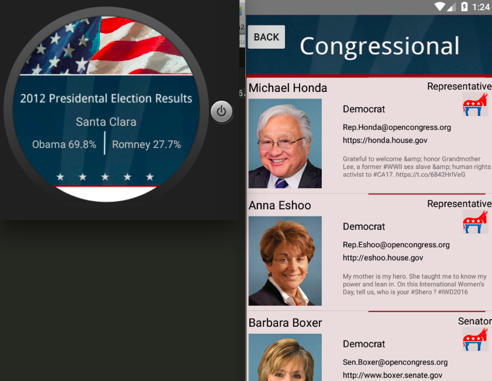 2012 Presidential Election Results
Santa Clara
Obama 69.8%
Romney 27.7%
1:24
BACK
Congressional
Michael Honda
Representative
Democrat
Rep.Honda@opencongress.org
https://honda.house.gov
Grateful to welcome &amp; honor Grandmother
Lee, a former #WWII sex slave &amp; human rights
activist to #CA17. https://t.co/6842HrlVeG
Anna Eshoo
Representative
Democrat
Rep.Eshoo@opencongress.org
http://eshoo.house.gov
My mother is my hero. She taught me to know my
power and lean in. On this International Women's
Day, tell us, who is your #Shero ? #IWD2016
Barbara Boxer
Senator
Democrat
Sen.Boxer@opencongress.org
http://www.boxer.senate.gov